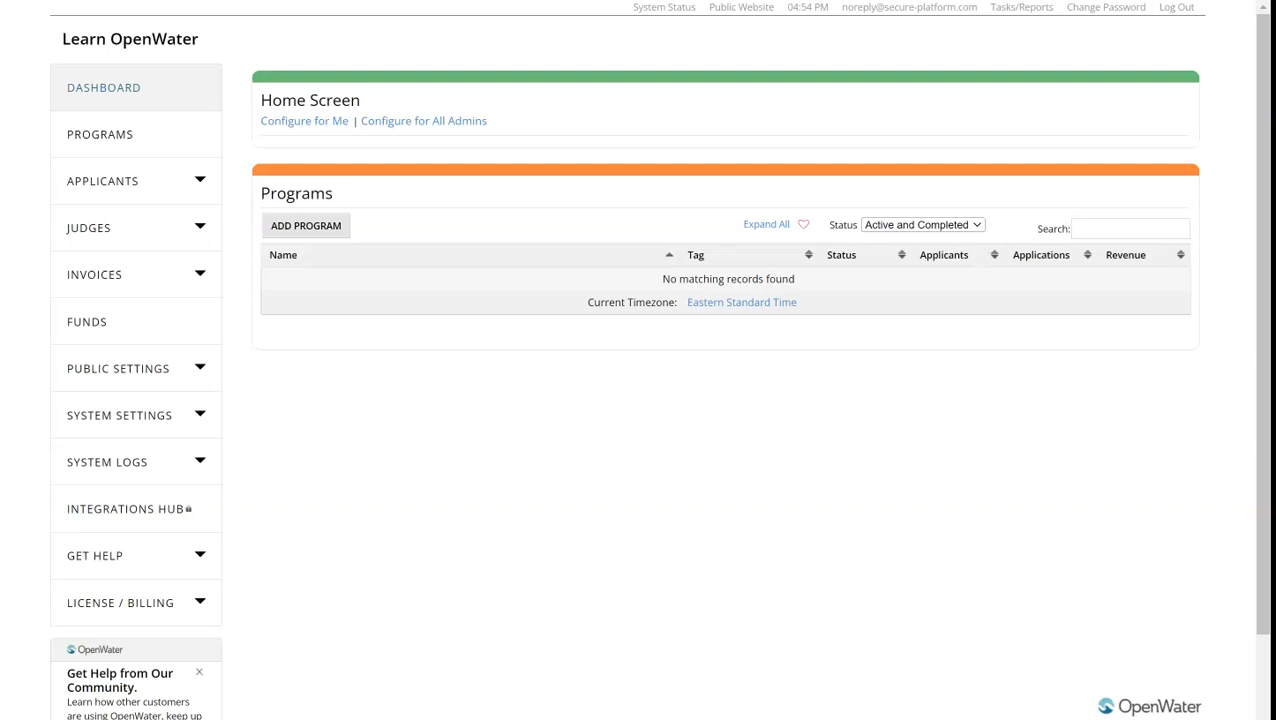 System Status Public Website 04:54 PM noreply@secure-platform.com Tasks/Reports Change Password Log Out
Learn OpenWater
DASHBOARD
PROGRAMS
APPLICANTS
JUDGES
INVOICES
FUNDS
PUBLIC SETTINGS
SYSTEM SETTINGS
SYSTEM LOGS
INTEGRATIONS HUB
GET HELP
LICENSE / BILLING
OpenWater
Get Help from Our
Community.
Learn how other customers
are using OpenWater, keep up
Home Screen
Configure for Me | Configure for All Admins
Programs
ADD PROGRAM Expand All Status Active and Completed Search:
Name Tag Status Applicants Applications Revenue
No matching records found
Current Timezone: Eastern Standard Time
OpenWater